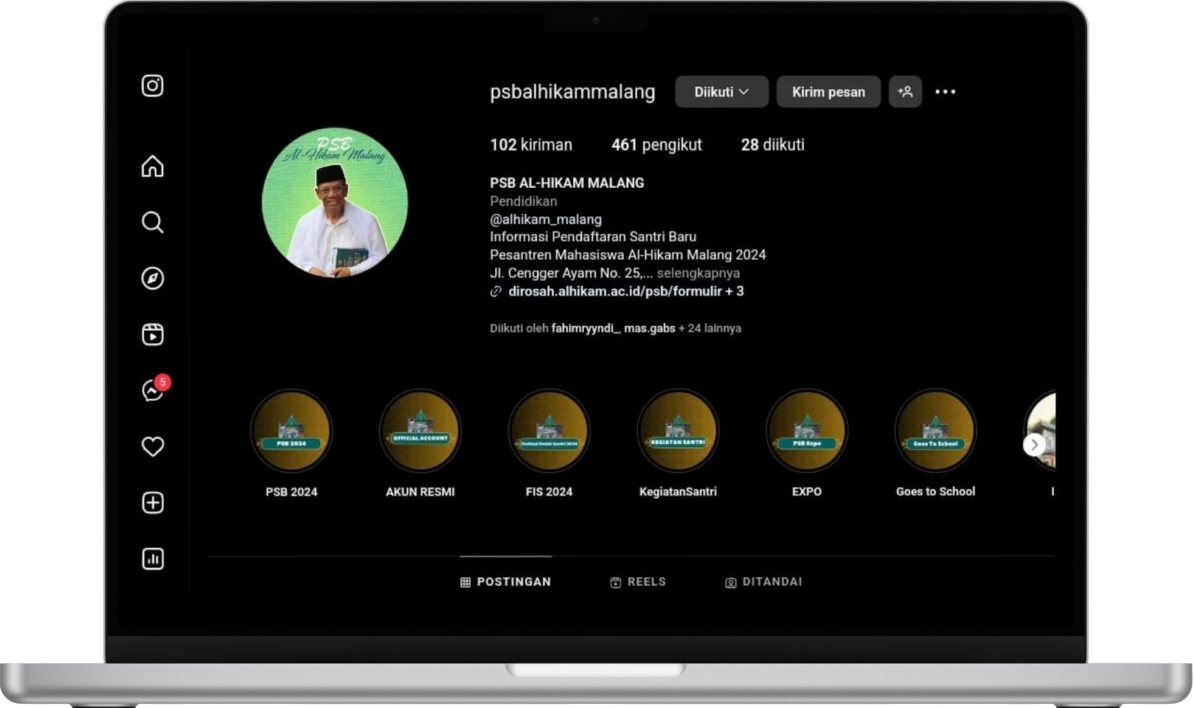 psbalhikammalang
Diikuti
Kirim pesan
102 kiriman
461 pengikut
28 diikuti
PSB
Al-Hikam Malang
PSB AL-HIKAM MALANG
Pendidikan
@alhikam_malang
Informasi Pendaftaran Santri Baru
Pesantren Mahasiswa Al-Hikam Malang 2024
Jl. Cengger Ayam No. 25,... selengkapnya
dirosah.alhikam.ac.id/psb/formulir + 3
Diikuti oleh fahimryyndi_, mas.gabs + 24 lainnya
5
PSB 2024
OFFICIAL ACCOUNT
KEGIATAN SANTRI
PSB Expo
Goes To School
PSB 2024
AKUN RESMI
FIS 2024
KegiatanSantri
EXPO
Goes to School
POSTINGAN
REELS
DITANDAI